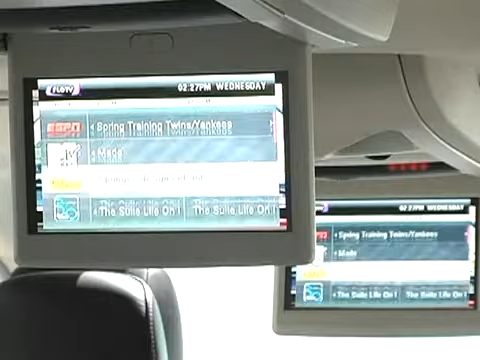 FLOTV
02:27PM WEDNESDAY
ESPN
Spring Training Twins/Yankees
Made
The Suite Life On
The Suite Life On
02:27PM WEDNESDAY
Spring Training Twins/Yankees
Made
The Suite Life On
The Suite Life On